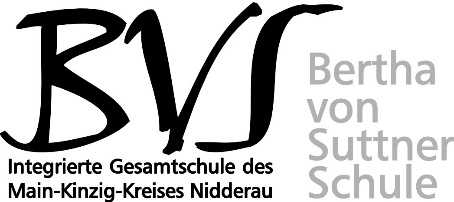 BVS
Integrierte Gesamtschule des
Main-Kinzig-Kreises Nidderau
Bertha
von
Suttner
Schule